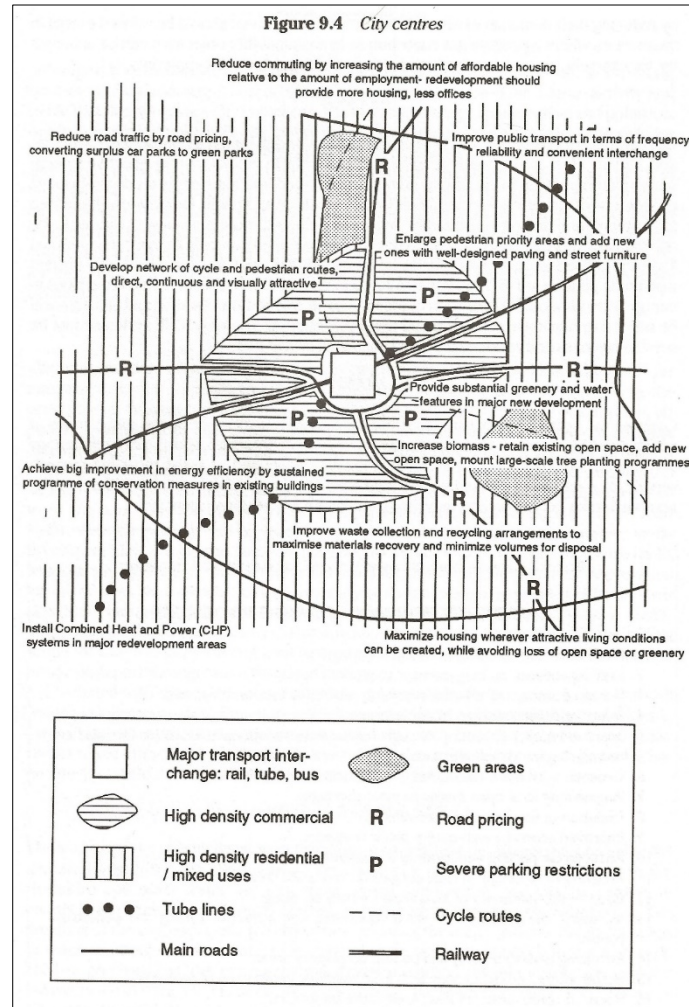 Figure 9.4 City centres
Reduce commuting by increasing the amount of affordable housing
relative to the amount of employment- redevelopment should
provide more housing, less offices
Reduce road traffic by road pricing,
converting surplus car parks to green parks
Improve public transport in terms of frequency
reliability and convenient interchange
R
Enlarge pedestrian priority areas and add new
ones with well-designed paving and street furniture
Develop network of cycle and pedestrian routes,
direct, continuous and visually attractive
P
P
R
R
Provide substantial greenery and water
features in major new development
P
P
Increase biomass - retain existing open space, add new
open space, mount large-scale tree planting programmes
Achieve big improvement in energy efficiency by sustained
programme of conservation measures in existing buildings
R
Improve waste collection and recycling arrangements to
maximise materials recovery and minimize volumes for disposal
R
Install Combined Heat and Power (CHP)
systems in major redevelopment areas
Maximize housing wherever attractive living conditions
can be created, while avoiding loss of open space or greenery
Major transport inter-
change: rail, tube, bus
Green areas
High density commercial
R Road pricing
High density residential
/ mixed uses
P Severe parking restrictions
Tube lines
Cycle routes
Main roads
Railway